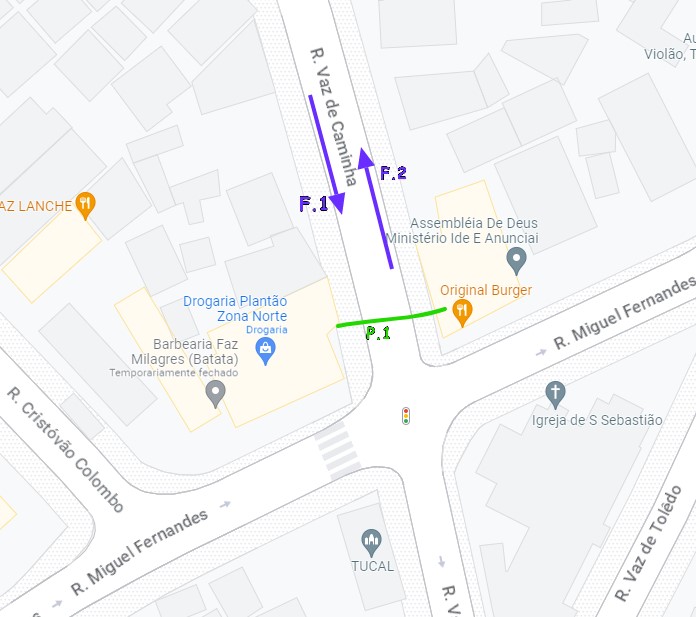 R. Vaz de Caminha
F.2
F.1
Violão, T
AZ LANCHE
Assembléia De Deus
Ministério Ide E Anunciai
Original Burger
Drogaria Plantão
Zona Norte
Drogaria
P.1
Barbearia Faz
Milagres (Batata)
Temporariamente fechado
R. Miguel Fernandes
R. Cristóvão Colombo
Igreja de S Sebastião
R. Miguel Fernandes
TUCAL
R. Vaz de Tolêdo
R. V